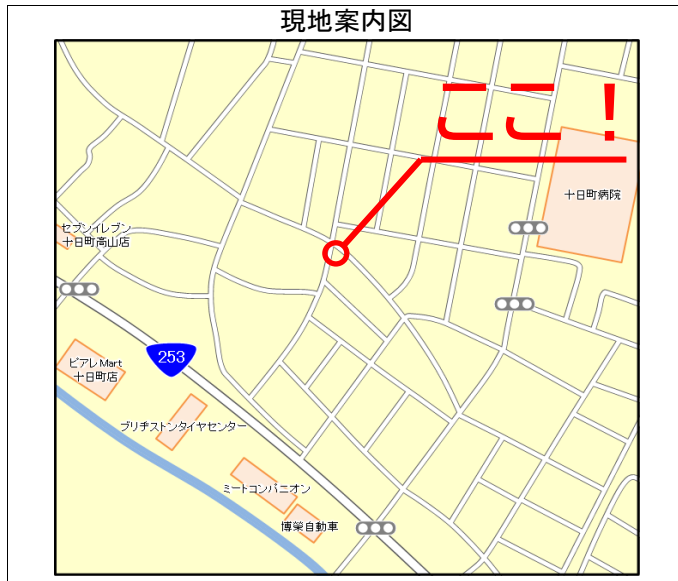 現地案内図
ここ!
十日町病院
セブンイレブン
十日町高山店
253
ピアレMart
十日町店
ブリヂストンタイヤセンター
ミートコンパニオン
博榮自動車